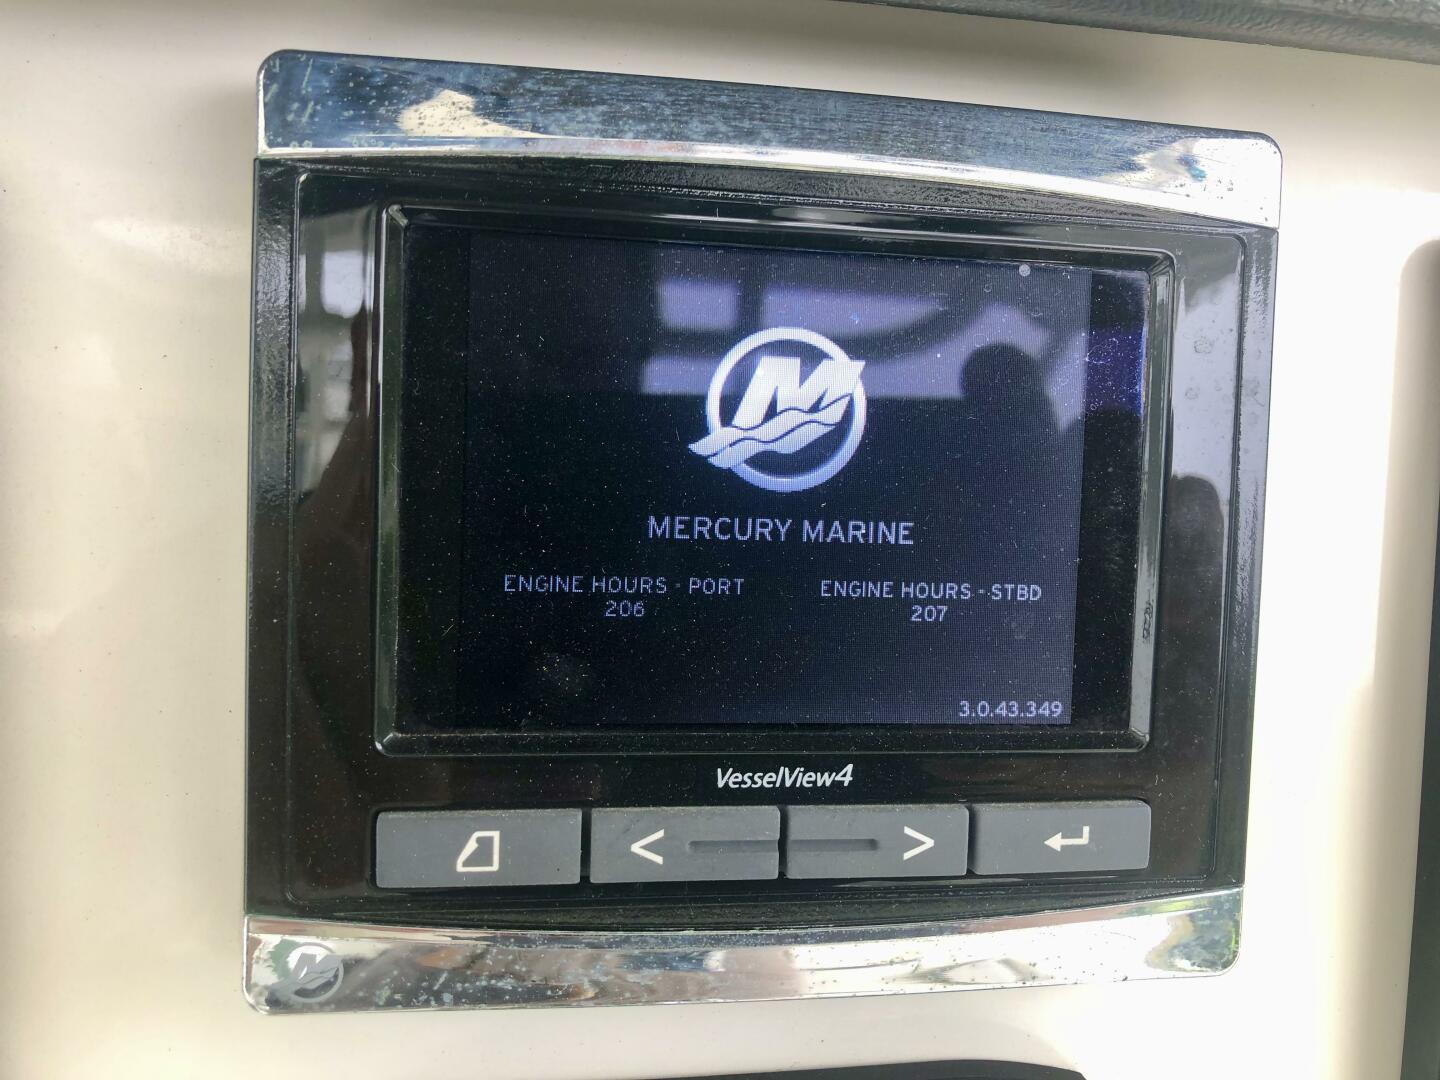 MERCURY MARINE
ENGINE HOURS - PORT
206
ENGINE HOURS - STBD
207
3.0.43.349
VesselView4